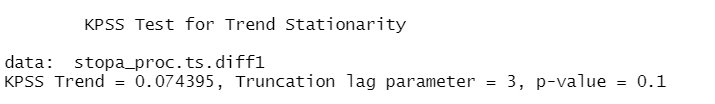 KPSS Test for Trend Stationarity
data:  stopa_proc.ts.diff1
KPSS Trend = 0.074395, Truncation lag parameter = 3, p-value = 0.1